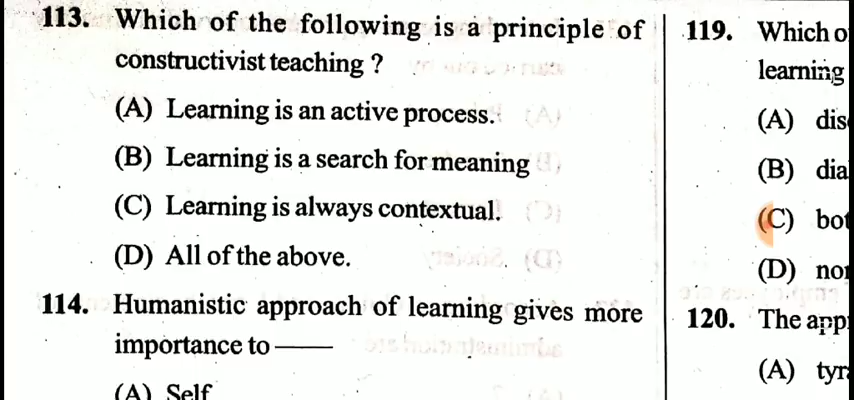 113. Which of the following is a principle of
constructivist teaching ?
(A) Learning is an active process.
(B) Learning is a search for meaning
(C) Learning is always contextual.
(D) All of the above.
114. Humanistic approach of learning gives more
importance to ——
(A) Self
119. Which o
learning
(A) dis
(B) dia
(C) bot
(D) no
120. The app
(A) tyr